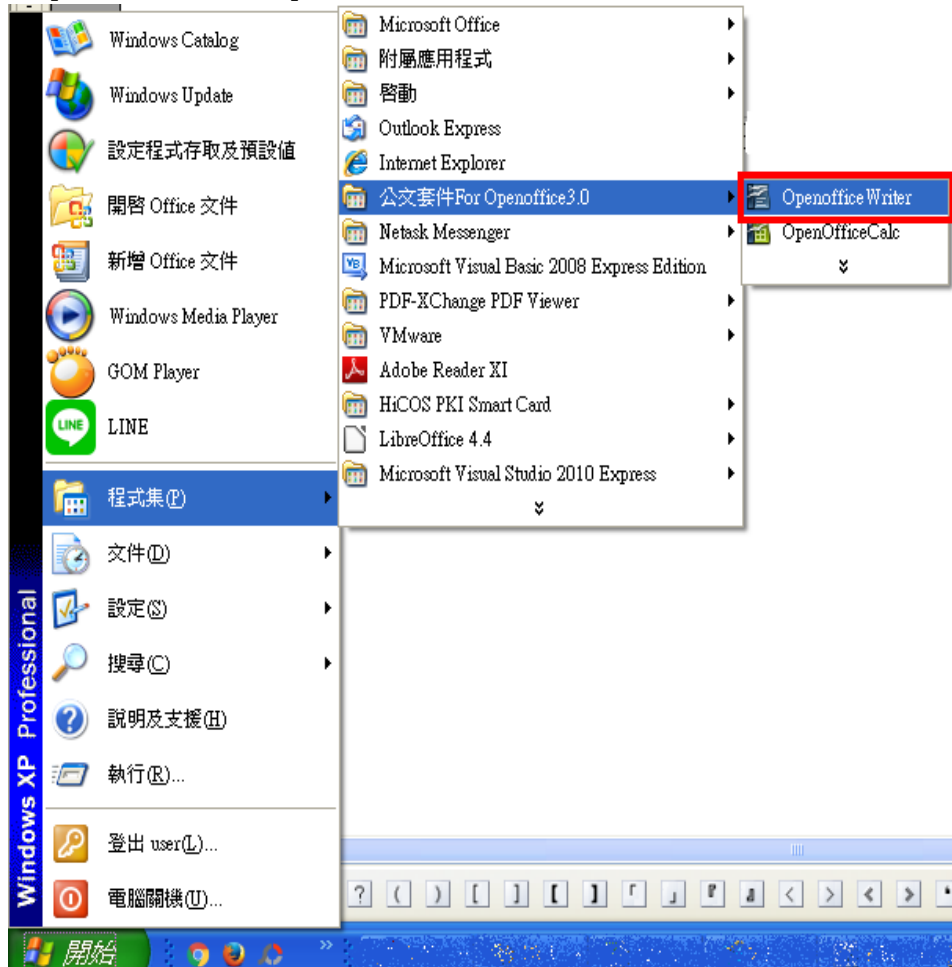 Windows Catalog
Windows Update
設定程式存取及預設值
開啓 Office 文件
新增 Office 文件
Windows Media Player
GOM Player
LINE
LINE
程式集(P)
文件(D)
設定(S)
搜尋(C)
說明及支援(H)
執行(R)...
登出 user(L)...
電腦關機(U)...
Windows XP Professional
開始
Microsoft Office
附屬應用程式
啓動
Outlook Express
Internet Explorer
公文套件For Openoffice3.0
Netask Messenger
Microsoft Visual Basic 2008 Express Edition
PDF-XChange PDF Viewer
VMware
Adobe Reader XI
HiCOS PKI Smart Card
LibreOffice 4.4
Microsoft Visual Studio 2010 Express
Openoffice Writer
OpenOfficeCalc
? ( ) [ ] 【 】 「 」 『 』 〈 〉 《 》